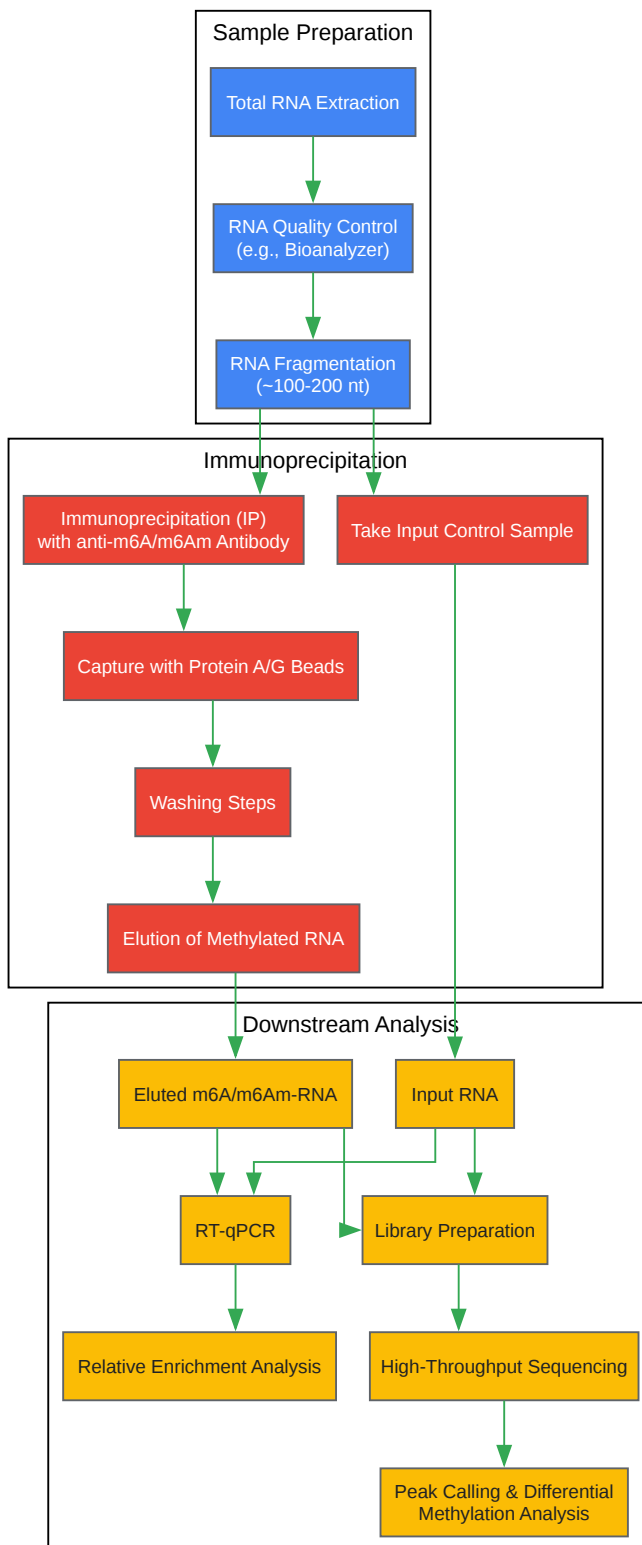 Sample Preparation
Total RNA Extraction
RNA Quality Control
(e.g., Bioanalyzer)
RNA Fragmentation
(~100-200 nt)
Immunoprecipitation
Immunoprecipitation (IP)
with anti-m6A/m6Am Antibody
Take Input Control Sample
Capture with Protein A/G Beads
Washing Steps
Elution of Methylated RNA
Downstream Analysis
Eluted m6A/m6Am-RNA
Input RNA
RT-qPCR
Library Preparation
Relative Enrichment Analysis
High-Throughput Sequencing
Peak Calling & Differential
Methylation Analysis